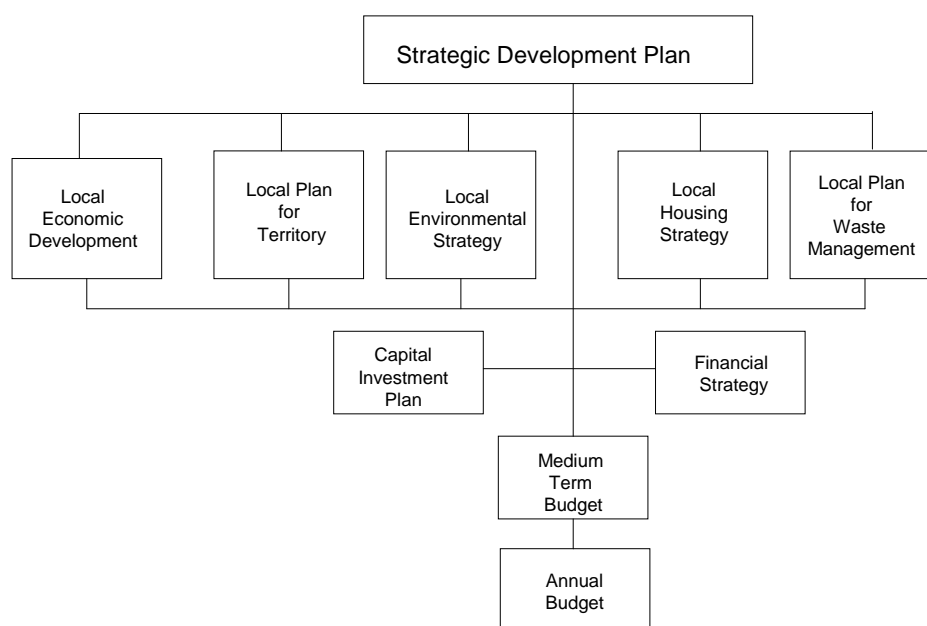 Strategic Development Plan
Local
Economic
Development
Local Plan
for
Territory
Local
Environmental
Strategy
Local
Housing
Strategy
Local Plan
for
Waste
Management
Capital
Investment
Plan
Financial
Strategy
Medium
Term
Budget
Annual
Budget